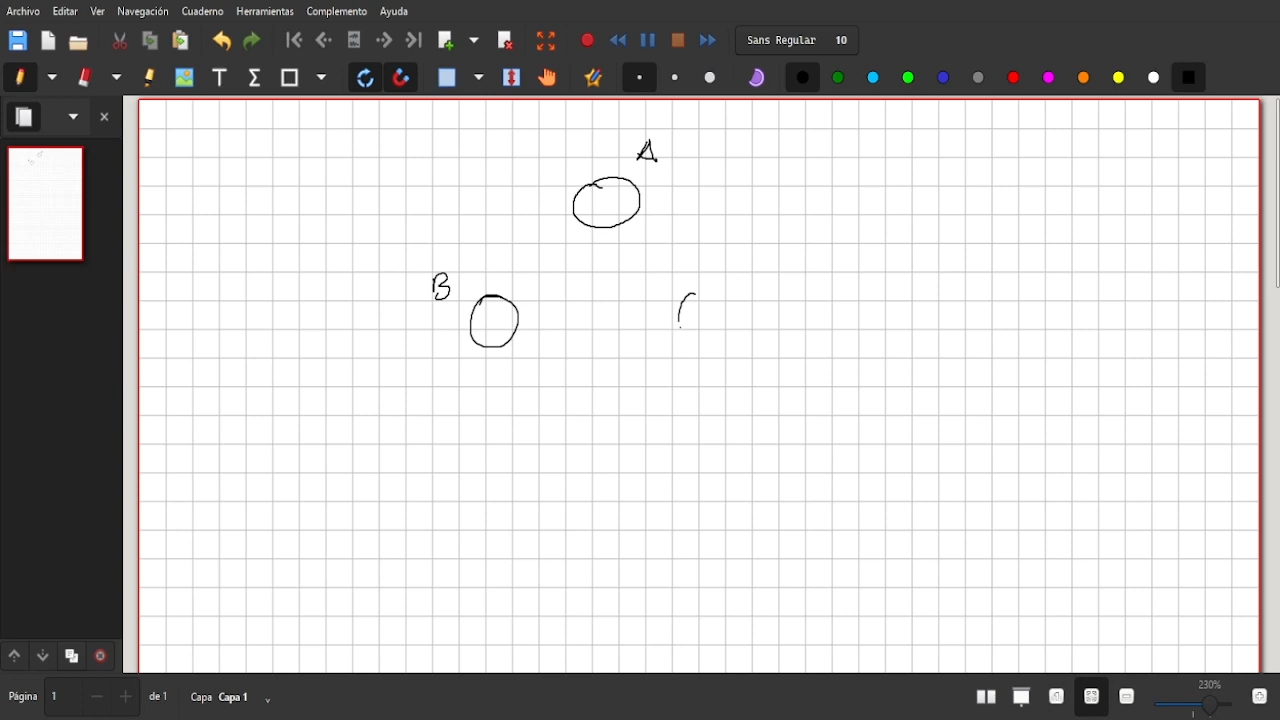 Archivo Editar Ver Navegación Cuaderno Herramientas Complemento Ayuda
Sans Regular 10
A
B
Página 1 de 1 Capa Capa 1
230%